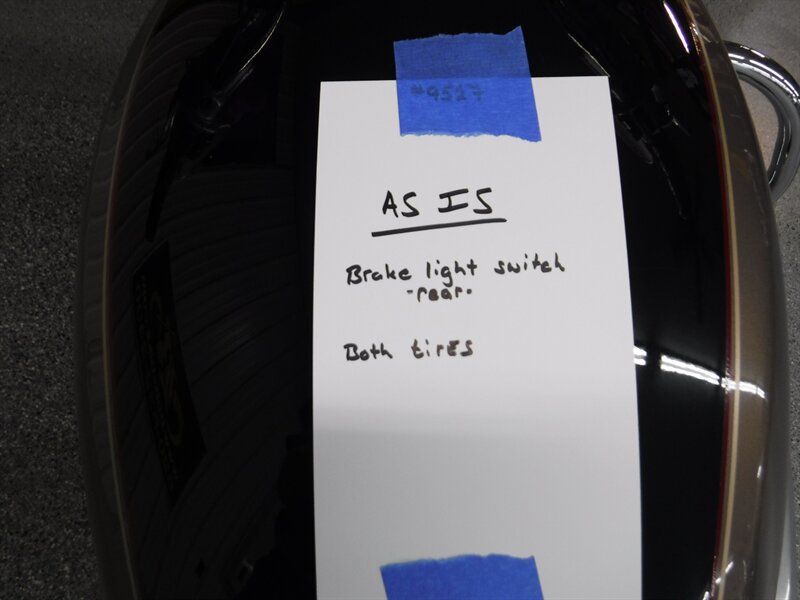 #9527
AS IS
Brake light switch
-rear-
Both tires